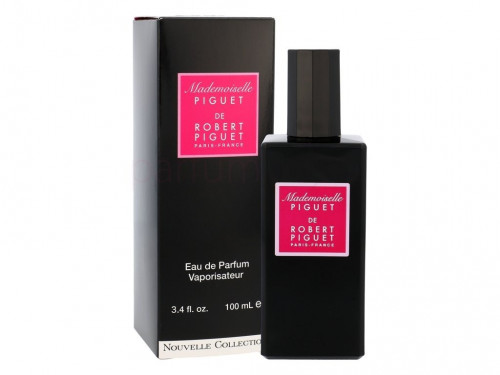 Mademoiselle
PIGUET
DE
ROBERT
PIGUET
PARIS-FRANCE
Eau de Parfum
Vaporisateur
3.4 fl. oz. 100 mL e
NOUVELLE COLLECTION
Mademoiselle
PIGUET
DE
ROBERT
PIGUET
PARIS-FRANCE